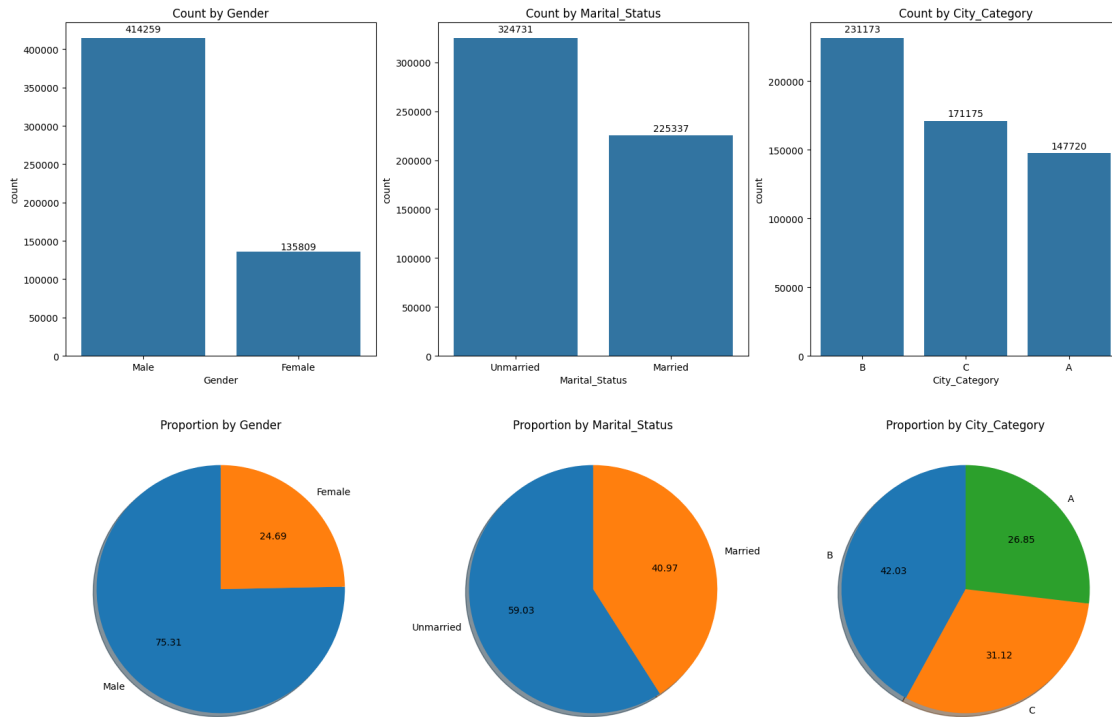 Count by Gender
414259
400000
350000
300000
250000
200000
150000
100000
50000
0
count
135809
Male
Female
Gender
Count by Marital_Status
324731
300000
250000
200000
150000
100000
50000
0
count
225337
Unmarried
Married
Marital_Status
Count by City_Category
231173
200000
150000
100000
50000
0
count
171175
147720
B
C
A
City_Category
Proportion by Gender
Female
24.69
75.31
Male
Proportion by Marital_Status
Married
40.97
59.03
Unmarried
Proportion by City_Category
A
26.85
B
42.03
31.12
C